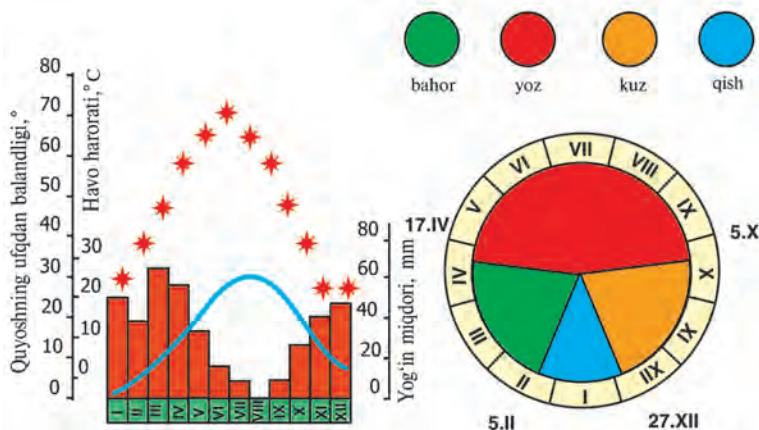 bahor yoz kuz qish
Quyoshning ufqdan balandligi,°
80
70
60
50
40
30
20
10
0
Havo harorati,°C
30
20
10
0
Yog‘in miqdori, mm
80
60
40
20
0
I II III IV V VI VII VIII IX X XI XII
I II III IV V VI VII VIII IX X XI XII
17.IV
5.X
5.II
27.XII